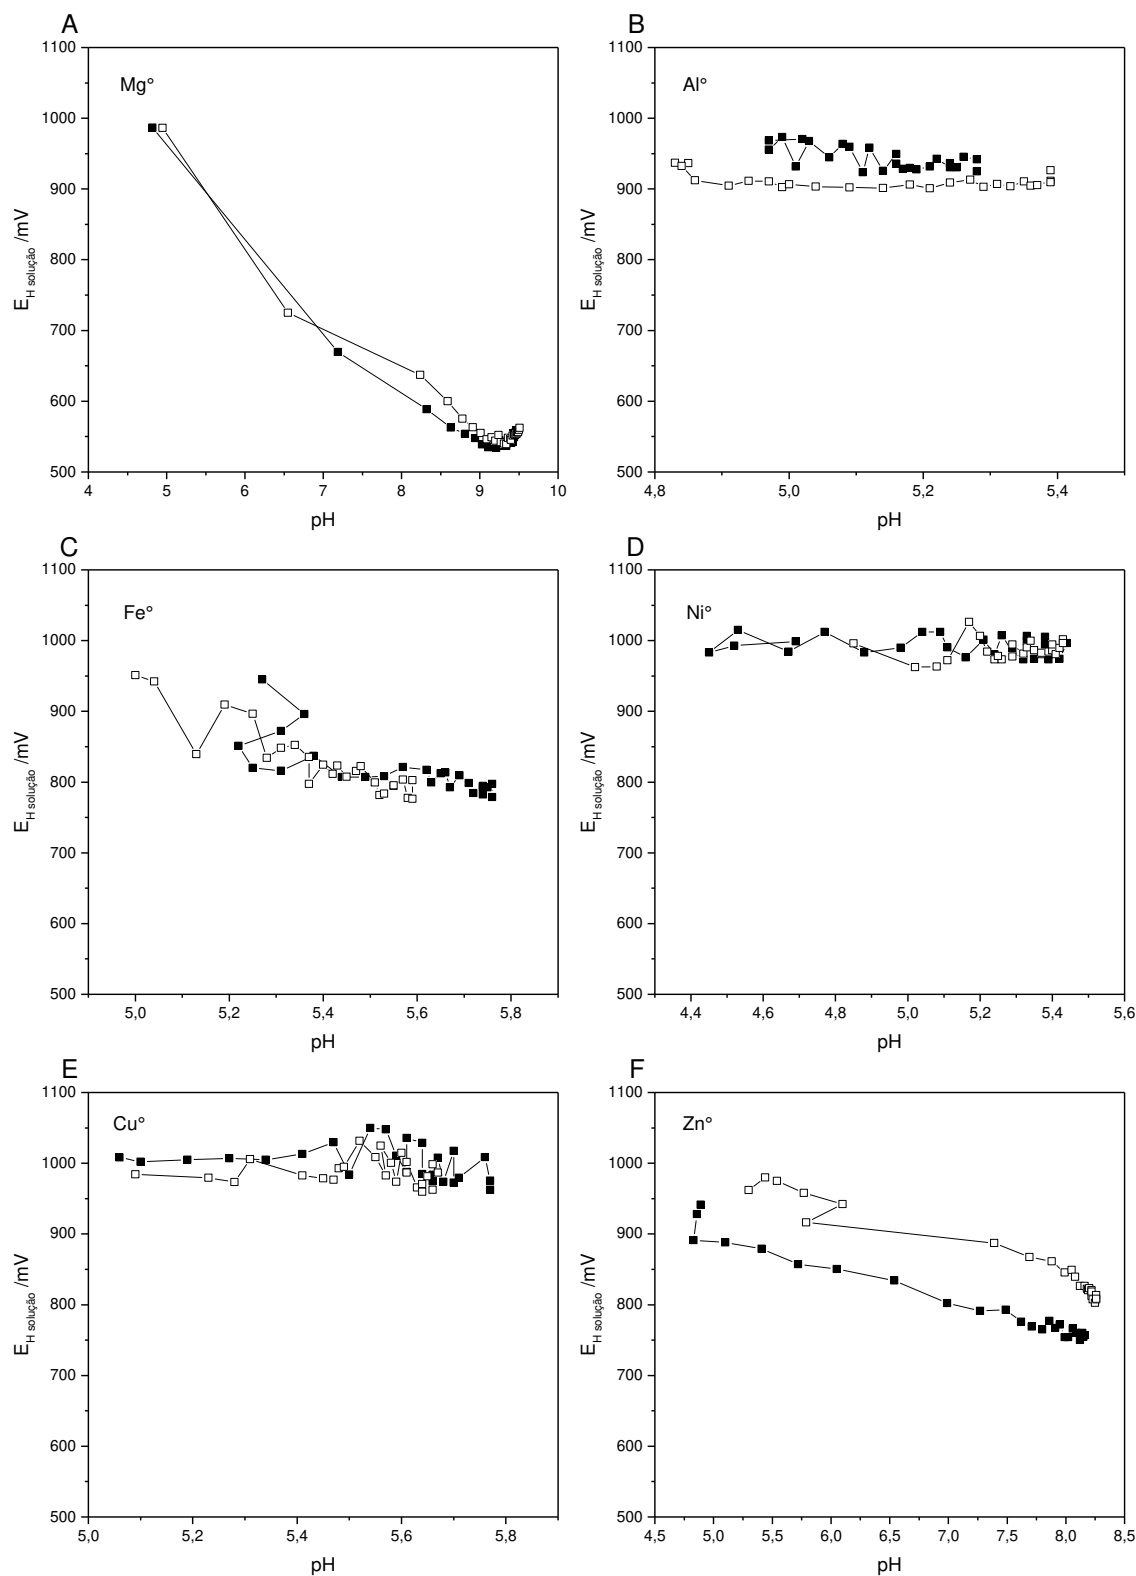 A
Mg°
1100
1000
900
800
700
600
500
4 5 6 7 8 9 10
E H solução /mV
pH
B
Al°
1100
1000
900
800
700
600
500
4,8 5,0 5,2 5,4
E H solução /mV
pH
C
Fe°
1100
1000
900
800
700
600
500
5,0 5,2 5,4 5,6 5,8
E H solução /mV
pH
D
Ni°
1100
1000
900
800
700
600
500
4,4 4,6 4,8 5,0 5,2 5,4 5,6
E H solução /mV
pH
E
Cu°
1100
1000
900
800
700
600
500
5,0 5,2 5,4 5,6 5,8
E H solução /mV
pH
F
Zn°
1100
1000
900
800
700
600
500
4,5 5,0 5,5 6,0 6,5 7,0 7,5 8,0 8,5
E H solução /mV
pH